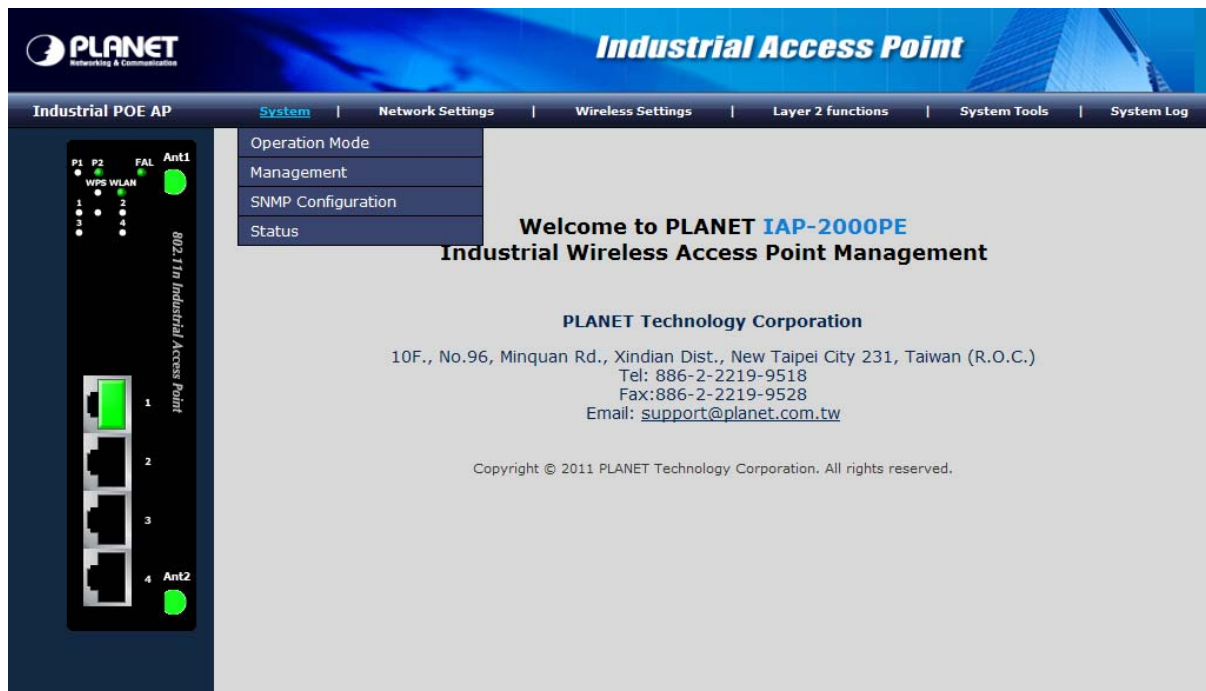 PLANET
Networking & Communication
Industrial Access Point
Industrial POE AP
System | Network Settings | Wireless Settings | Layer 2 functions | System Tools | System Log
Operation Mode
Management
SNMP Configuration
Status
P1 P2 FAL Ant1
WPS WLAN
1 2
3 4
802.11n Industrial Access Point
1
2
3
4 Ant2
Welcome to PLANET IAP-2000PE
Industrial Wireless Access Point Management
PLANET Technology Corporation
10F., No.96, Minquan Rd., Xindian Dist., New Taipei City 231, Taiwan (R.O.C.)
Tel: 886-2-2219-9518
Fax:886-2-2219-9528
Email: support@planet.com.tw
Copyright © 2011 PLANET Technology Corporation. All rights reserved.